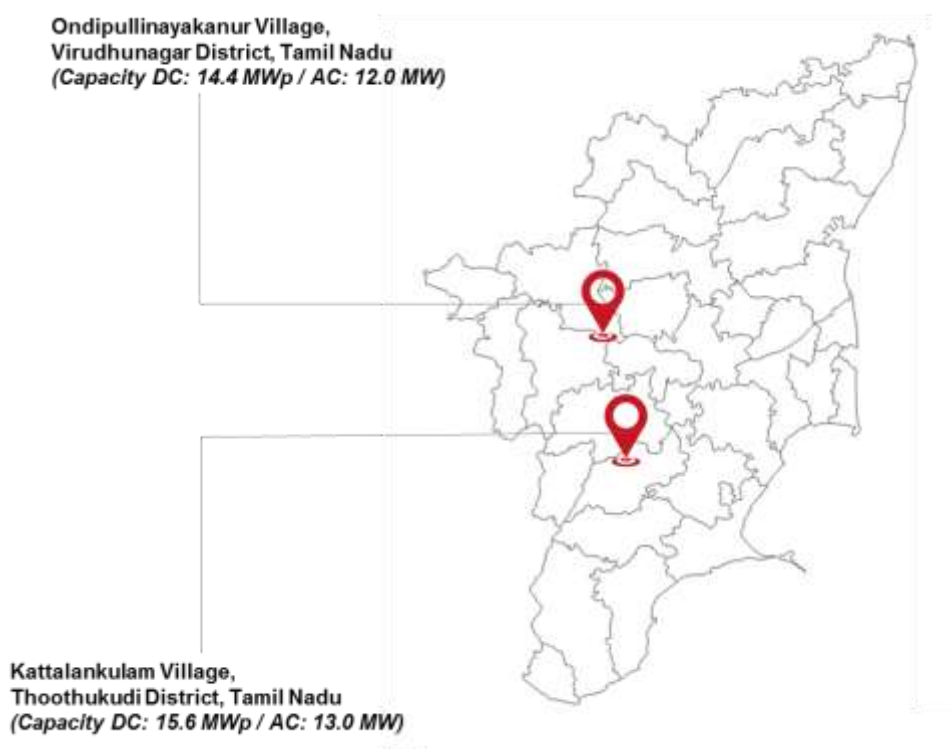 Ondipullinayakanur Village,
Virudhunagar District, Tamil Nadu
(Capacity DC: 14.4 MWp / AC: 12.0 MW)
Kattalankulam Village,
Thoothukudi District, Tamil Nadu
(Capacity DC: 15.6 MWp / AC: 13.0 MW)